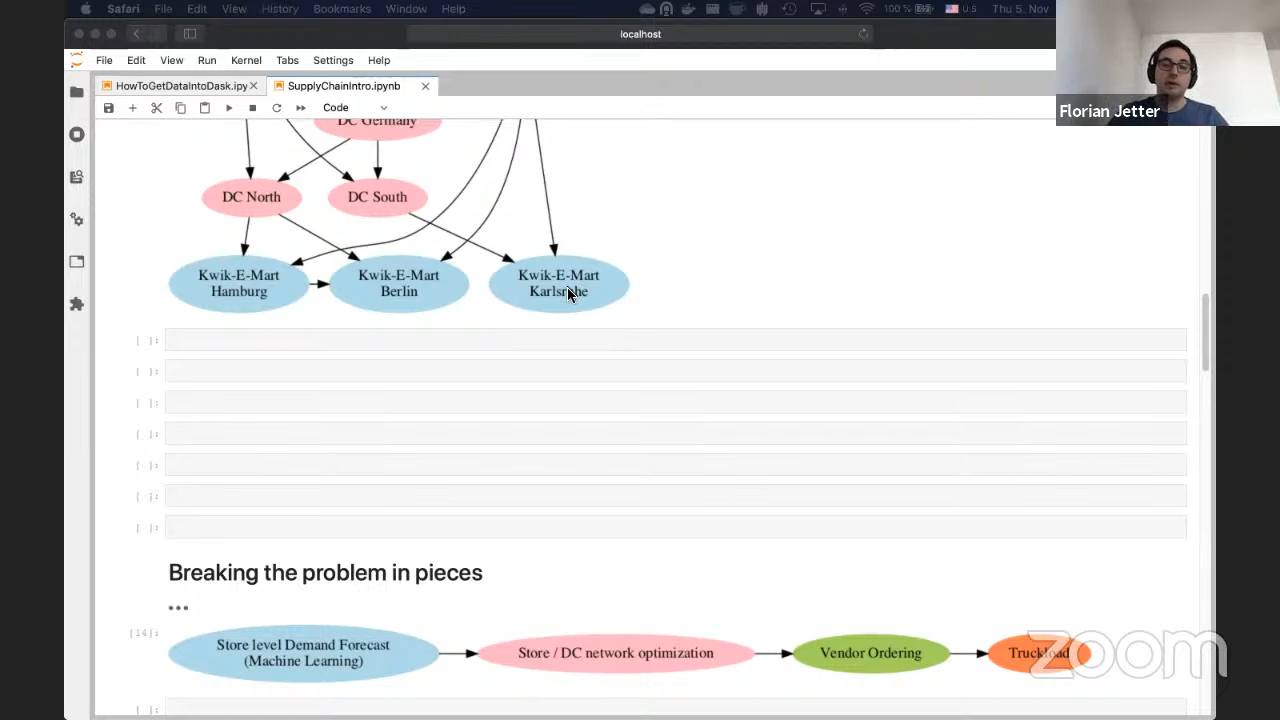 Safari File Edit View History Bookmarks Window Help 100 % U.S Thu 5. Nov
localhost
File Edit View Run Kernel Tabs Settings Help
Florian Jetter
HowToGetDataIntoDask.ipy SupplyChainIntro.ipynb
Code
DC Germany
DC North DC South
Kwik-E-Mart Hamburg
Kwik-E-Mart Berlin
Kwik-E-Mart Karlsruhe
[ ]:
[ ]:
[ ]:
[ ]:
[ ]:
[ ]:
[ ]:
Breaking the problem in pieces
•••
[14]:
Store level Demand Forecast
(Machine Learning)
Store / DC network optimization
Vendor Ordering
Truckload
zoom
[ ]: